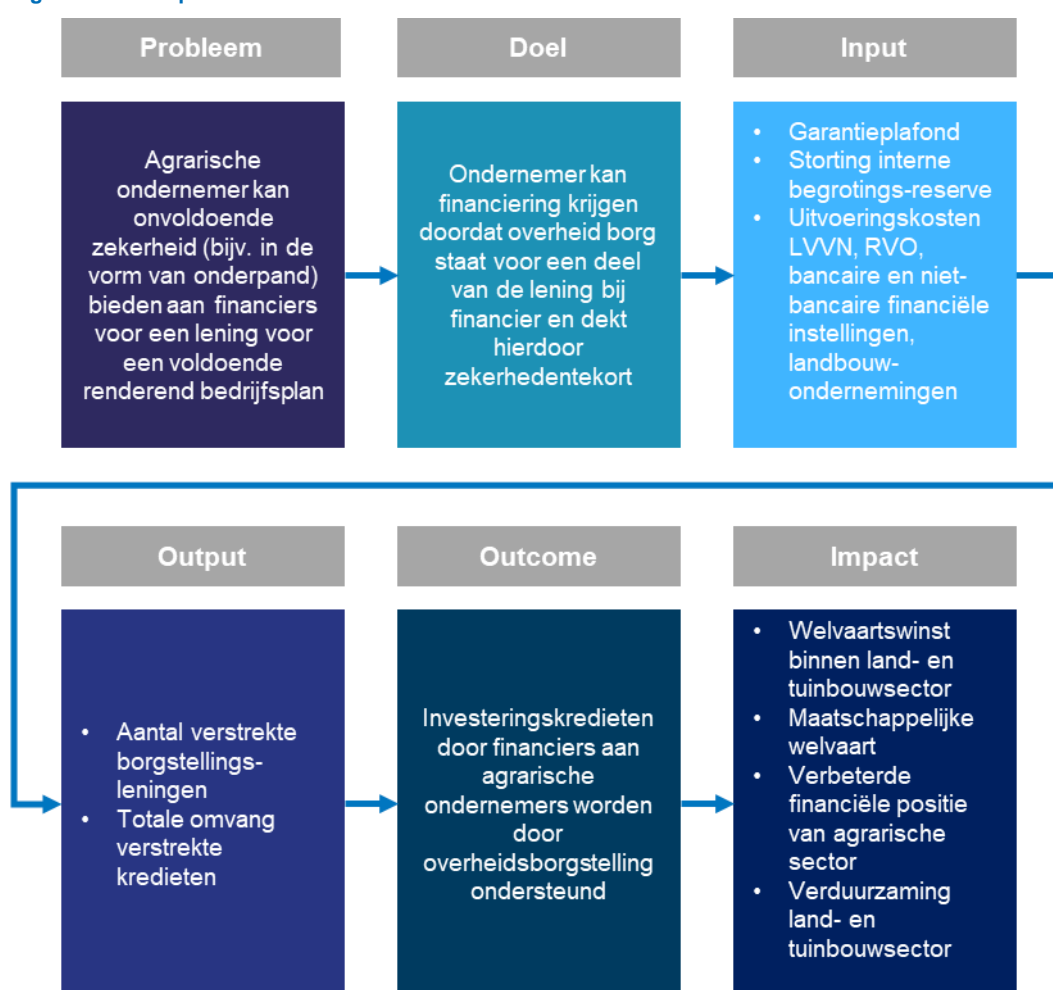 Probleem
Doel
Input
Agrarische
ondernemer kan
onvoldoende
zekerheid (bijv. in de
vorm van onderpand)
bieden aan financiers
voor een lening voor
een voldoende
renderend bedrijfsplan
Ondernemer kan
financiering krijgen
doordat overheid borg
staat voor een deel
van de lening bij
financier en dekt
hierdoor
zekerhedentekort
• Garantieplafond
• Storting interne
begrotings-reserve
• Uitvoeringskosten
LVVN, RVO,
bancaire en niet-
bancaire financiële
instellingen,
landbouw-
ondernemingen
Output
Outcome
Impact
• Aantal verstrekte
borgstellings-
leningen
• Totale omvang
verstrekte
kredieten
Investeringskredieten
door financiers aan
agrarische
ondernemers worden
door
overheidsborgstelling
ondersteund
• Welvaartswinst
binnen land- en
tuinbouwsector
• Maatschappelijke
welvaart
• Verbeterde
financiële positie
van agrarische
sector
• Verduurzaming
land- en
tuinbouwsector